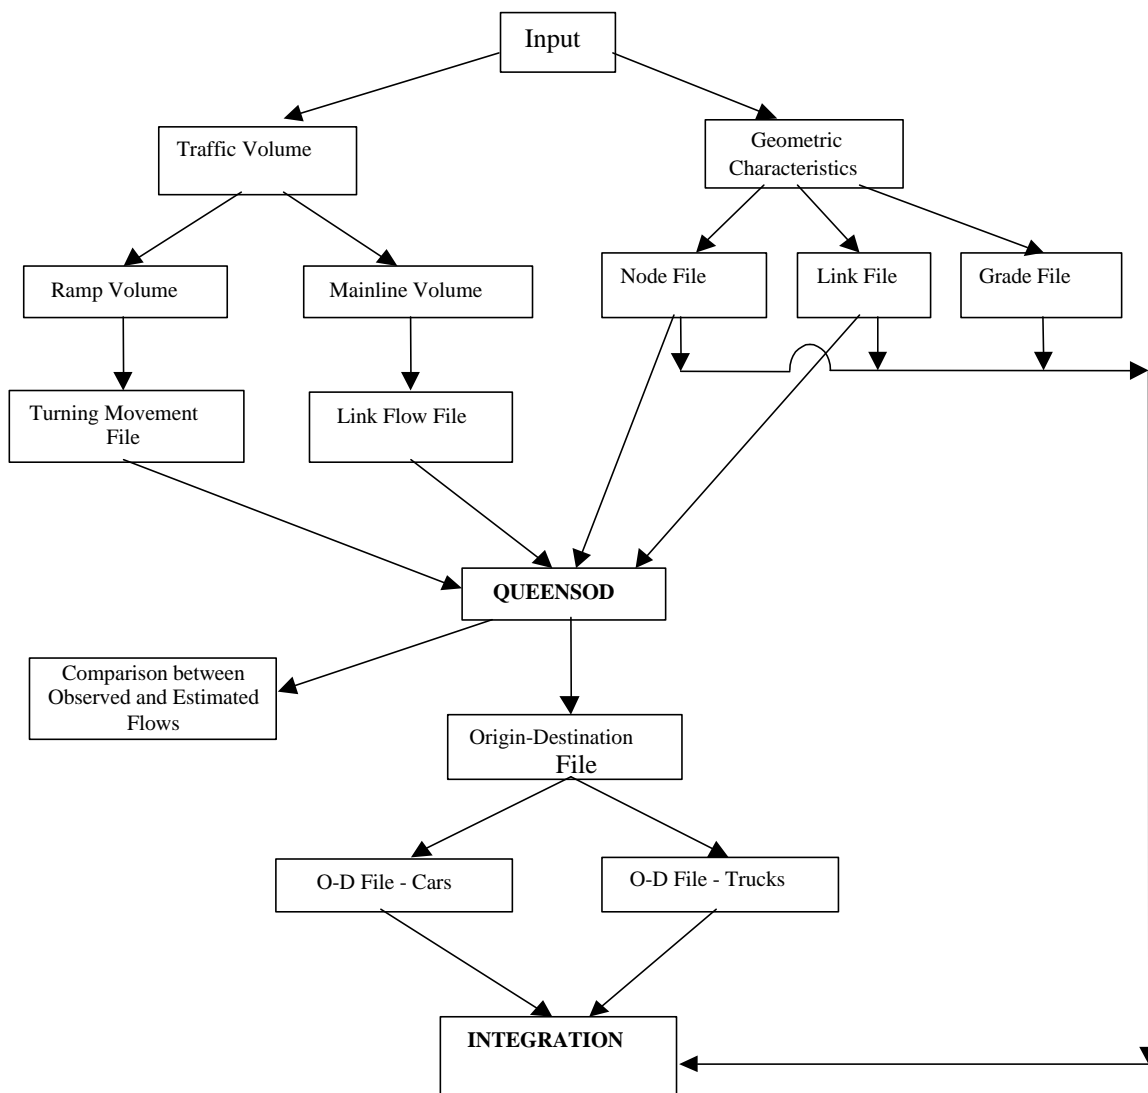 Input
Traffic Volume
Geometric
Characteristics
Ramp Volume
Mainline Volume
Node File
Link File
Grade File
Turning Movement
File
Link Flow File
QUEENSOD
Comparison between
Observed and Estimated
Flows
Origin-Destination
File
O-D File - Cars
O-D File - Trucks
INTEGRATION